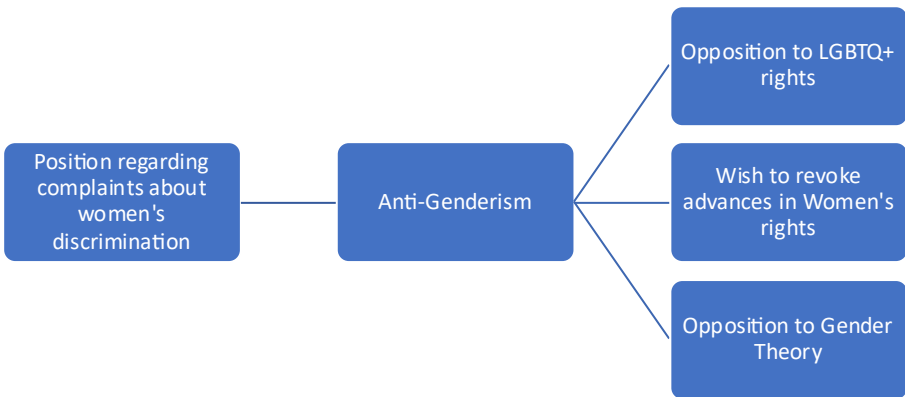 Position regarding
complaints about
women's
discrimination
Anti-Genderism
Opposition to LGBTQ+
rights
Wish to revoke
advances in Women's
rights
Opposition to Gender
Theory